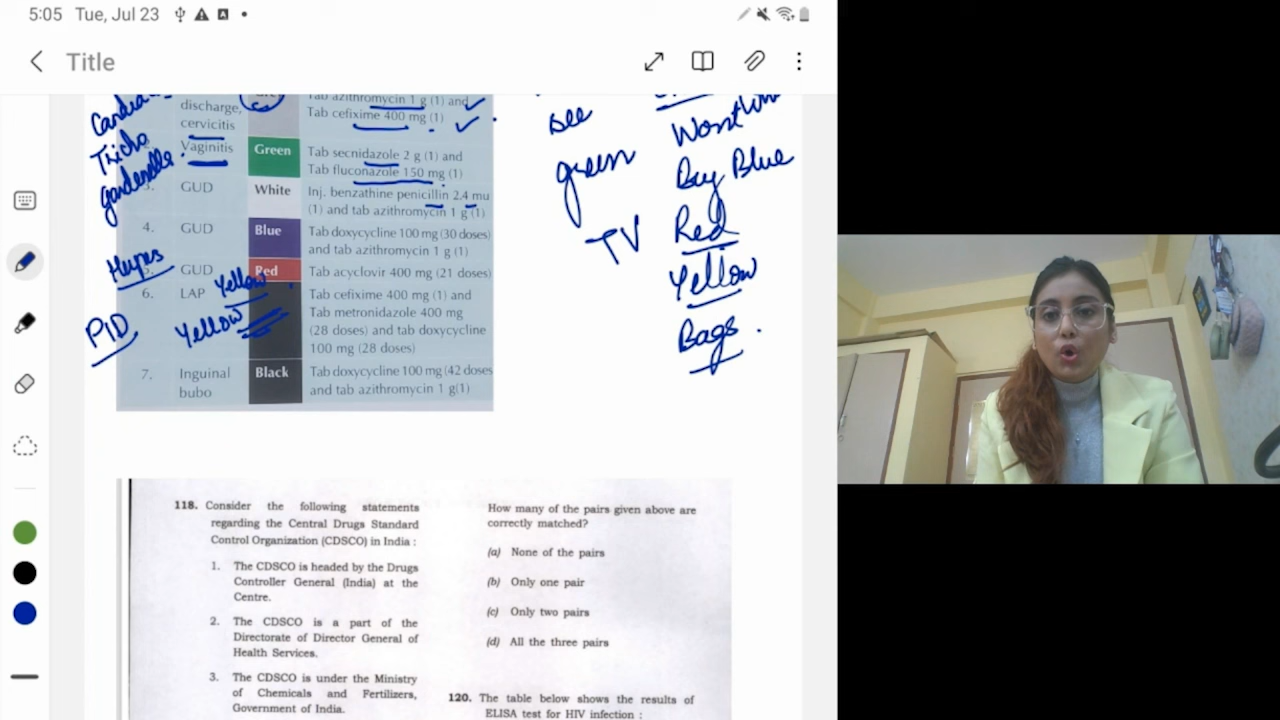 5:05 Tue, Jul 23
Title
discharge,
cervicitis
Tab azithromycin 1 g (1) and
Tab cefixime 400 mg (1)
Tricho
Vaginitis
Green
Tab secnidazole 2 g (1) and
Tab fluconazole 150 mg (1)
3. GUD White Inj. benzathine penicillin 2.4 mu
(1) and tab azithromycin 1 g (1)
4. GUD Blue Tab doxycycline 100 mg (30 doses)
and tab azithromycin 1 g (1)
Herpes
5. GUD Red Tab acyclovir 400 mg (21 doses)
6. LAP Yellow Tab cefixime 400 mg (1) and
PID Yellow Tab metronidazole 400 mg
(28 doses) and tab doxycycline
100 mg (28 doses)
7. Inguinal bubo Black Tab doxycycline 100 mg (42 doses
and tab azithromycin 1 g(1)
see
green
TV
Blue
Red
Yellow
Bags.
118. Consider the following statements
regarding the Central Drugs Standard
Control Organization (CDSCO) in India :
1. The CDSCO is headed by the Drugs
Controller General (India) at the
Centre.
2. The CDSCO is a part of the
Directorate of Director General of
Health Services.
3. The CDSCO is under the Ministry
of Chemicals and Fertilizers,
Government of India.
How many of the pairs given above are
correctly matched?
(a) None of the pairs
(b) Only one pair
(c) Only two pairs
(d) All the three pairs
120. The table below shows the results of
ELISA test for HIV infection :